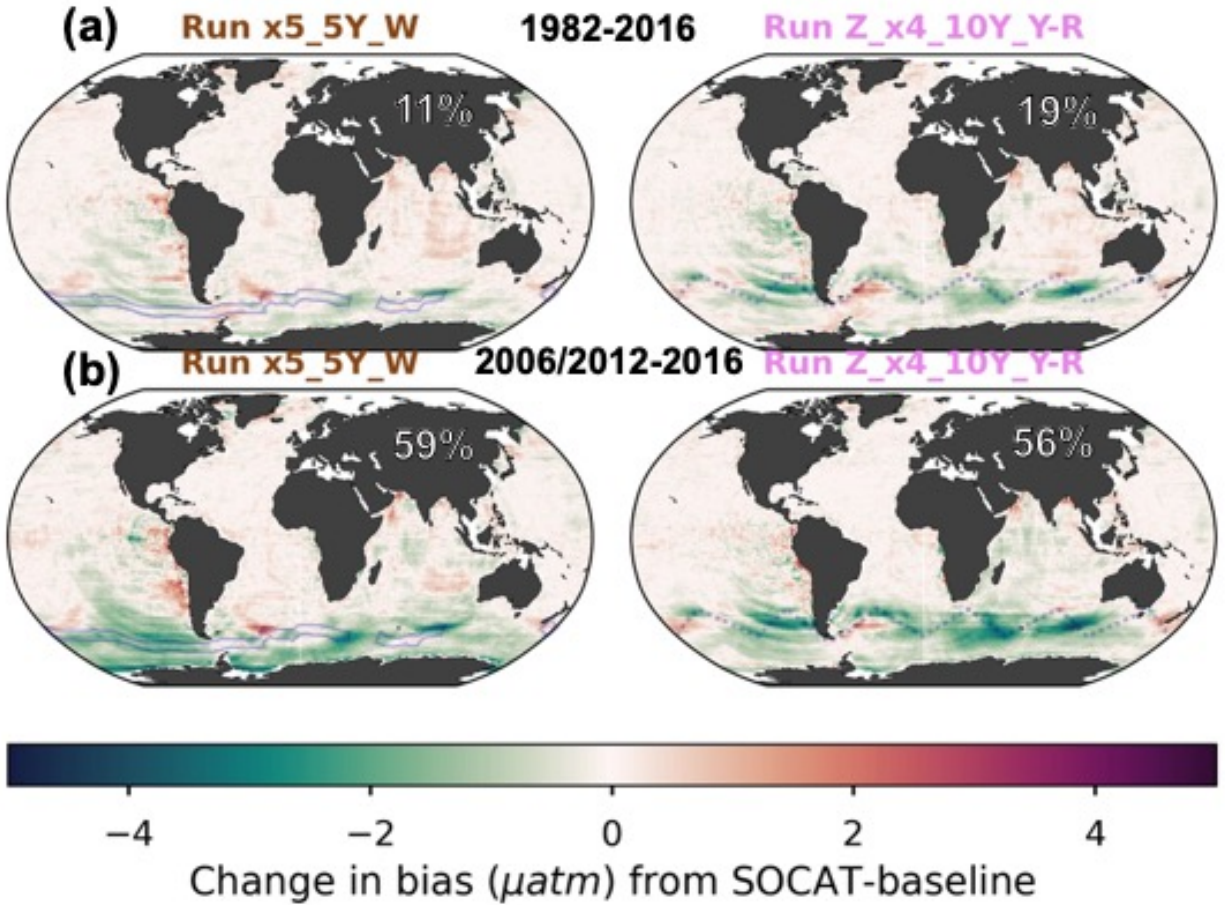 (a) Run x5_5Y_W 1982-2016 Run Z_x4_10Y_Y-R
11% 19%
(b) Run x5_5Y_W 2006/2012-2016 Run Z_x4_10Y_Y-R
59% 56%
−4 −2 0 2 4
Change in bias (μatm) from SOCAT-baseline